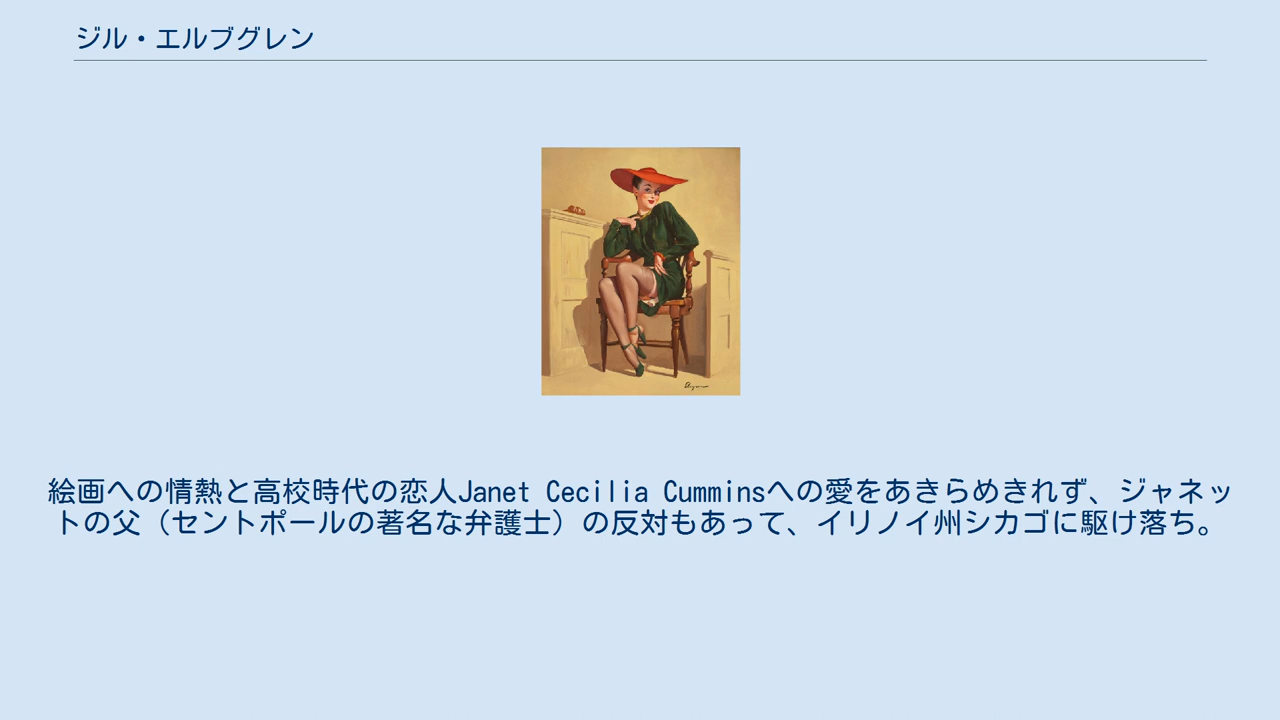 ジル・エルブグレン
絵画への情熱と高校時代の恋人Janet Cecilia Cumminsへの愛をあきらめきれず、ジャネッ
トの父（セントポールの著名な弁護士）の反対もあって、イリノイ州シカゴに駆け落ち。